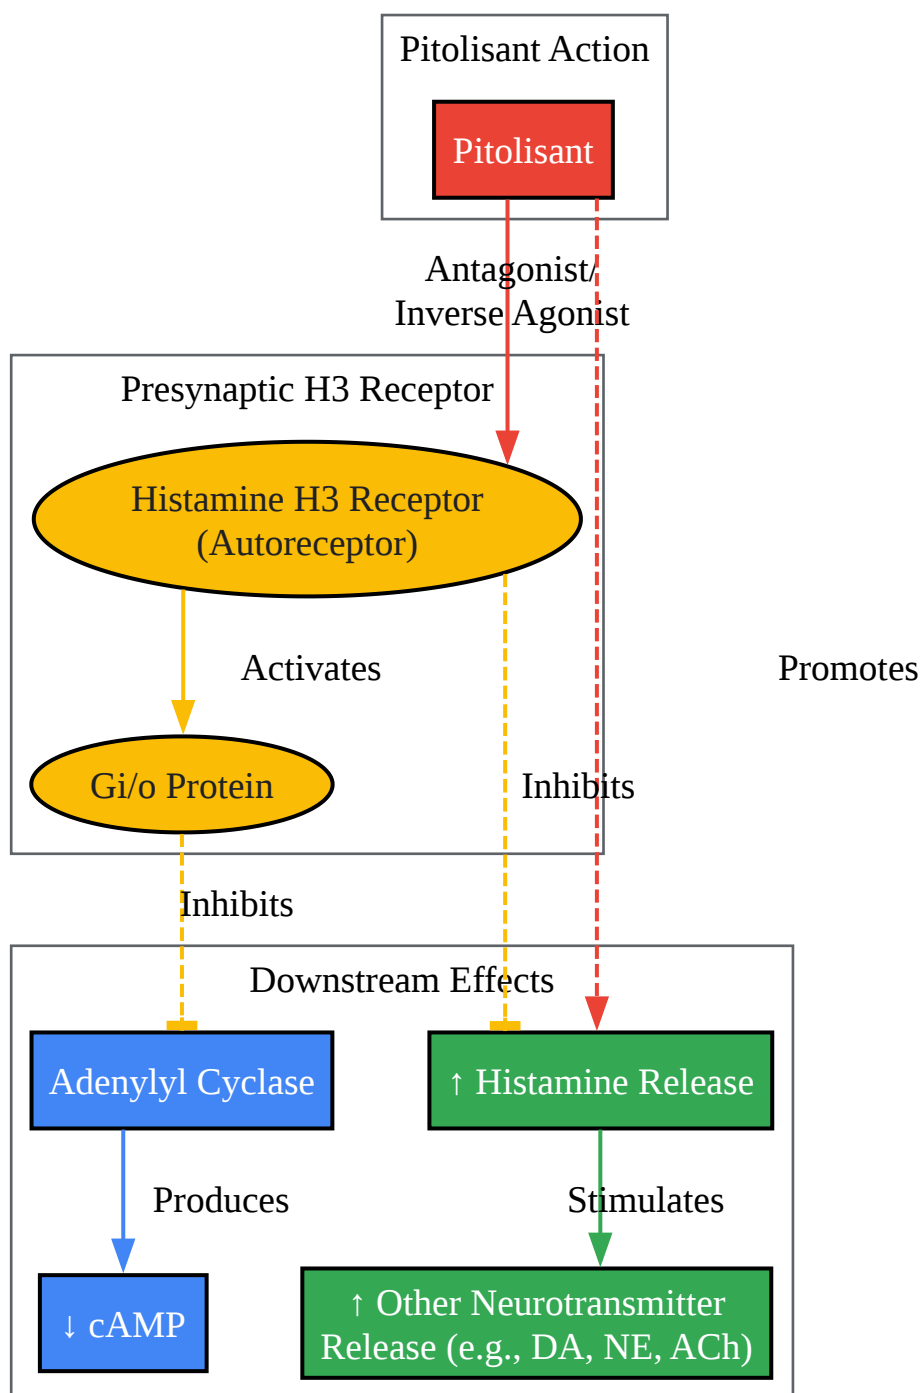 Pitolisant Action
Pitolisant
Antagonist/
Inverse Agonist
Presynaptic H3 Receptor
Histamine H3 Receptor
(Autoreceptor)
Activates
Promotes
Gi/o Protein
Inhibits
Inhibits
Downstream Effects
Adenylyl Cyclase
↑ Histamine Release
Produces
Stimulates
↓ cAMP
↑ Other Neurotransmitter
Release (e.g., DA, NE, ACh)